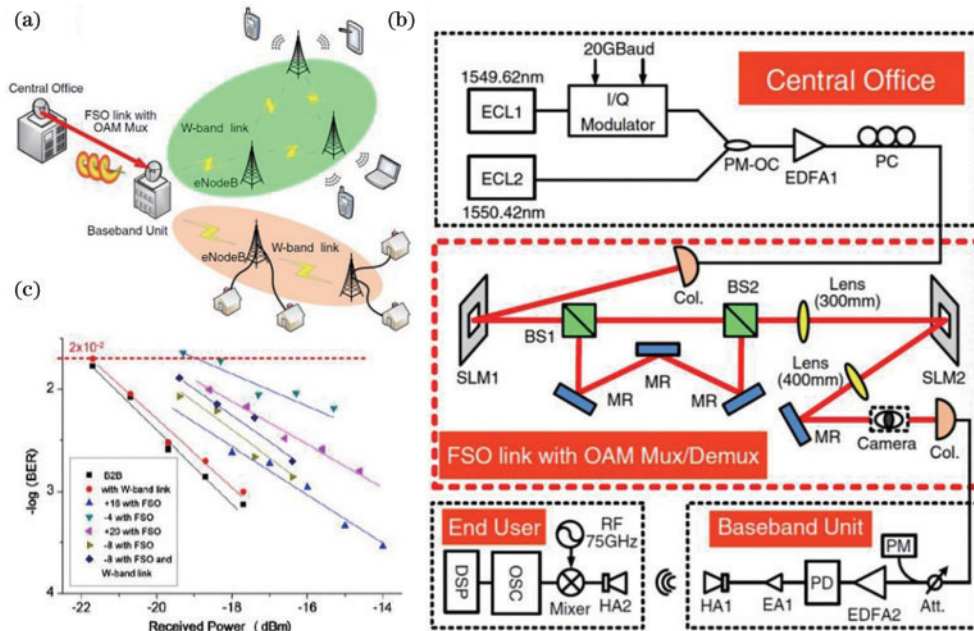 (a)
Central Office
FSO link with
OAM Mux
W-band link
eNodeB
Baseband Unit
W-band link
eNodeB
(b)
20GBaud
1549.62nm
ECL1
I/Q
Modulator
Central Office
PM-OC
EDFA1
PC
ECL2
1550.42nm
Col.
BS2
Lens
(300mm)
BS1
SLM1
MR
Lens
(400mm)
SLM2
MR
MR
MR
Camera
Col.
FSO link with OAM Mux/Demux
End User
RF
75GHz
DSP
OSC
Mixer
HA2
Baseband Unit
PM
HA1
EA1
PD
EDFA2
Att.
(c)
2x10⁻²
2
3
4
-log (BER)
B2B
with W-band link
+16 with FSO
-4 with FSO
+20 with FSO
-8 with FSO
-8 with FSO and
W-band link
-22 -20 -18 -16 -14
Received Power ( dBm)